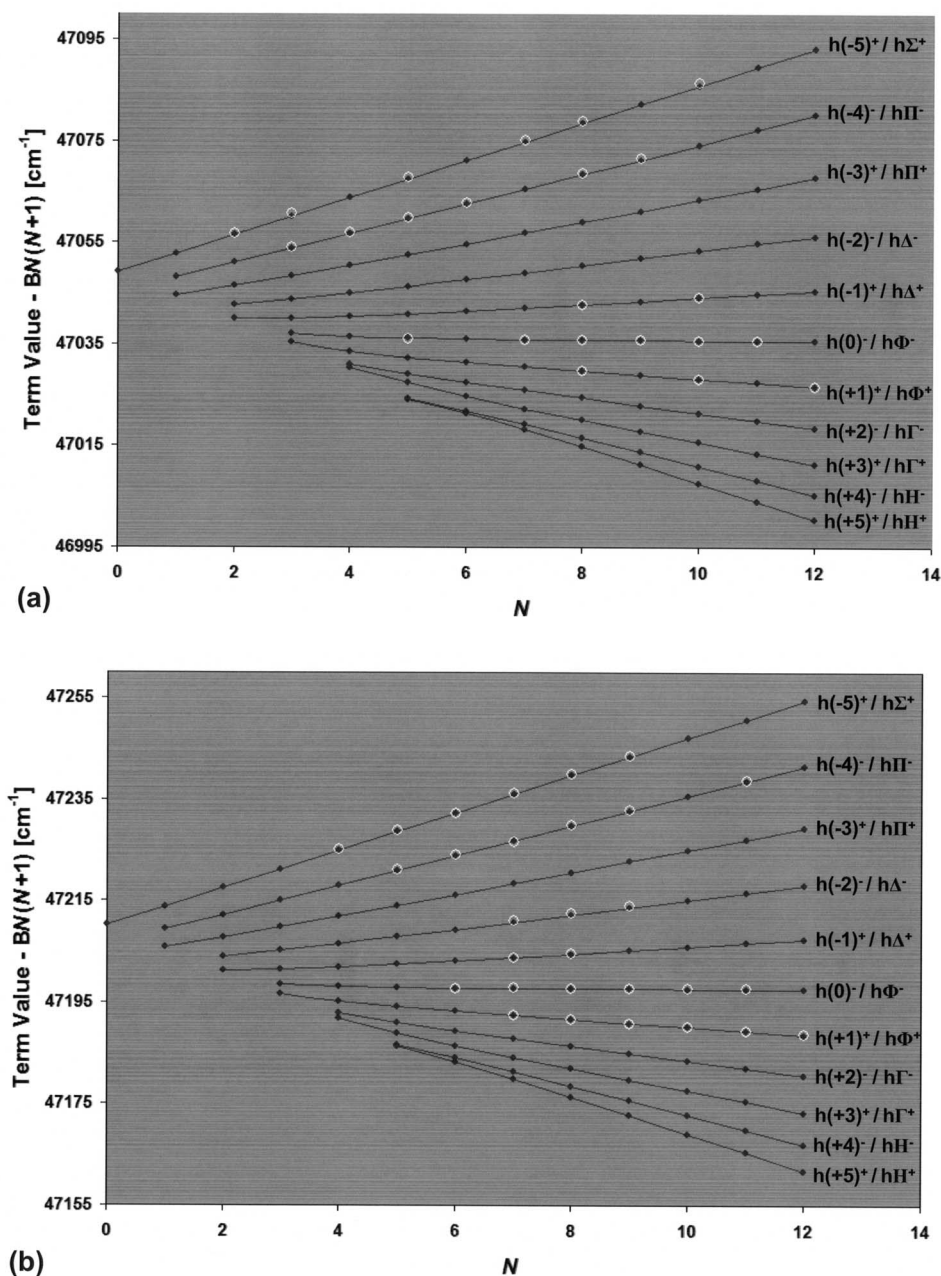 47095
47075
47055
47035
47015
46995
Term Value - BN(N+1) [cm⁻¹]
h(-5)⁺ / hΣ⁺
h(-4)⁻ / hΠ⁻
h(-3)⁺ / hΠ⁺
h(-2)⁻ / hΔ⁻
h(-1)⁺ / hΔ⁺
h(0)⁻ / hΦ⁻
h(+1)⁺ / hΦ⁺
h(+2)⁻ / hΓ⁻
h(+3)⁺ / hΓ⁺
h(+4)⁻ / hH⁻
h(+5)⁺ / hH⁺
0 2 4 6 8 10 12 14
N
(a)
47255
47235
47215
47195
47175
47155
Term Value - BN(N+1) [cm⁻¹]
h(-5)⁺ / hΣ⁺
h(-4)⁻ / hΠ⁻
h(-3)⁺ / hΠ⁺
h(-2)⁻ / hΔ⁻
h(-1)⁺ / hΔ⁺
h(0)⁻ / hΦ⁻
h(+1)⁺ / hΦ⁺
h(+2)⁻ / hΓ⁻
h(+3)⁺ / hΓ⁺
h(+4)⁻ / hH⁻
h(+5)⁺ / hH⁺
0 2 4 6 8 10 12 14
N
(b)